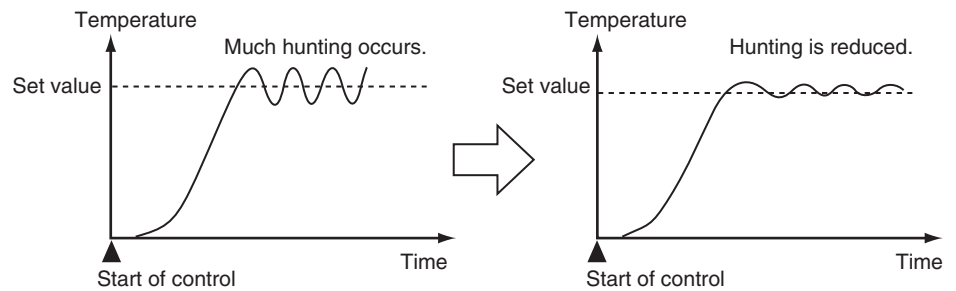 Temperature
Much hunting occurs.
Set value
Time
Start of control
Temperature
Hunting is reduced.
Set value
Time
Start of control